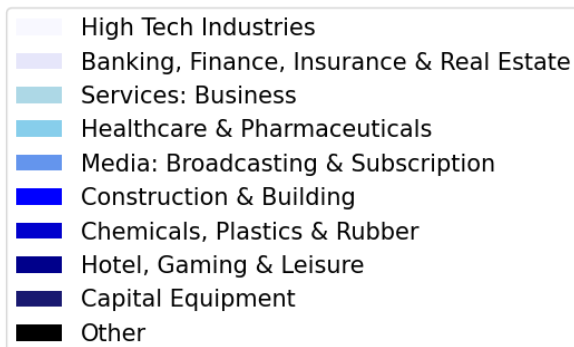 High Tech Industries
Banking, Finance, Insurance & Real Estate
Services: Business
Healthcare & Pharmaceuticals
Media: Broadcasting & Subscription
Construction & Building
Chemicals, Plastics & Rubber
Hotel, Gaming & Leisure
Capital Equipment
Other